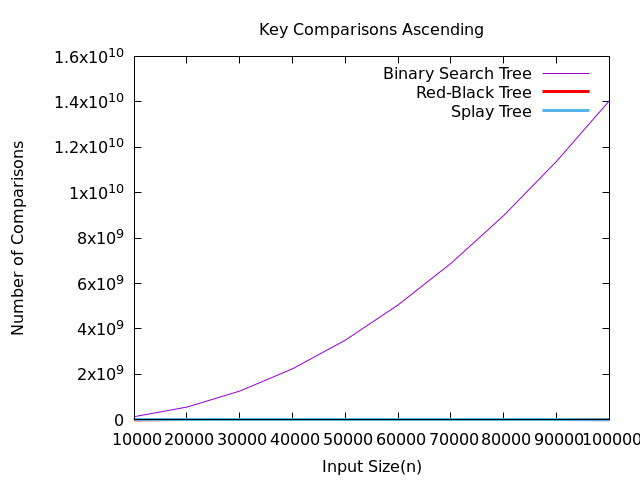 Key Comparisons Ascending
1.6x10^10
1.4x10^10
1.2x10^10
1x10^10
8x10^9
6x10^9
4x10^9
2x10^9
0
Number of Comparisons
Binary Search Tree
Red-Black Tree
Splay Tree
10000 20000 30000 40000 50000 60000 70000 80000 90000 100000
Input Size(n)